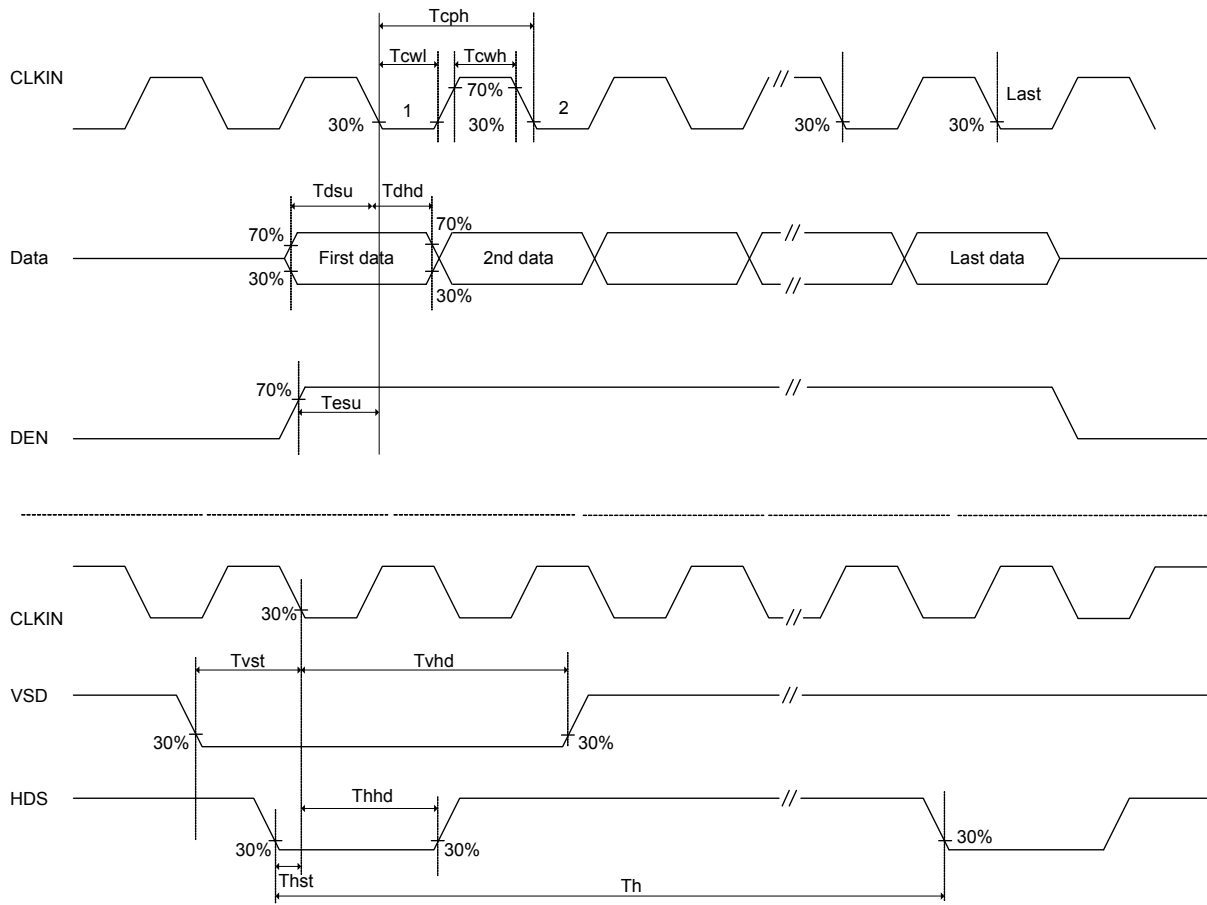 Tcph
Tcwl Tcwh
CLKIN
70%
1 2 Last
30% 30% 30% 30%
Tdsu Tdhd
70% 70%
Data First data 2nd data Last data
30% 30%
70%
Tesu
DEN
CLKIN
30%
Tvst Tvhd
VSD
30% 30%
HDS
Thhd
30% 30% 30%
Thst
Th